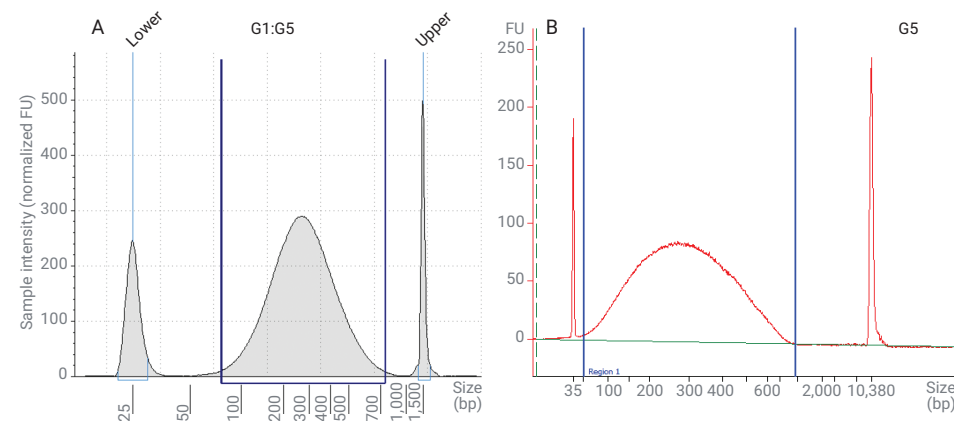 A
Lower
G1:G5
Upper
Sample intensity (normalized FU)
500
400
300
200
100
0
25
50
100
200
300
400
500
700
1,000
1,500
Size
(bp)
FU
B
G5
250
200
150
100
50
0
Region 1
35 100 200 300 400 600 2,000 10,380
Size
(bp)